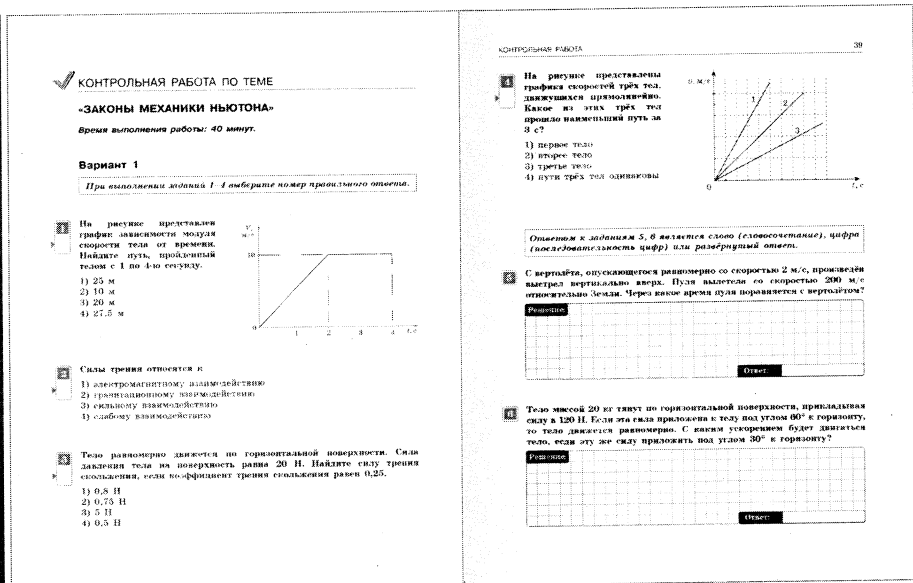 КОНТРОЛЬНАЯ РАБОТА ПО ТЕМЕ
«ЗАКОНЫ МЕХАНИКИ НЬЮТОНА»
Время выполнения работы: 40 минут.
Вариант 1
При выполнении заданий 1–4 выберите номер правильного ответа.
1
На рисунке представлен
график зависимости модуля
скорости тела от времени.
Найдите путь, пройденный
телом с 1 по 4-ю секунду.
1) 25 м
2) 10 м
3) 20 м
4) 27,5 м
10
0
1
2
3
4
t, c
2
Силы трения относятся к
1) электромагнитному взаимодействию
2) гравитационному взаимодействию
3) сильному взаимодействию
4) слабому взаимодействию
3
Тело равномерно движется по горизонтальной поверхности. Сила
давления тела на поверхность равна 20 Н. Найдите силу трения
скольжения, если коэффициент трения скольжения равен 0,25.
1) 0,8 Н
2) 0,75 Н
3) 5 Н
4) 0,5 Н
КОНТРОЛЬНАЯ РАБОТА
39
4
На рисунке представлены
графики скоростей трёх тел,
движущихся прямолинейно.
Какое из этих трёх тел
прошло наименьший путь за
3 с?
1) первое тело
2) второе тело
3) третье тело
4) пути трёх тел одинаковы
υ, м/с
1
2
3
0
t, c
Ответом к заданиям 5, 6 является слово (словосочетание), цифра
(последовательность цифр) или развёрнутый ответ.
5
С вертолёта, опускающегося равномерно со скоростью 2 м/с, произведён
выстрел вертикально вверх. Пуля вылетела со скоростью 200 м/с
относительно Земли. Через какое время пуля поравняется с вертолётом?
Решение
Ответ:
6
Тело массой 20 кг тянут по горизонтальной поверхности, прикладывая
силу в 120 Н. Если эта сила приложена к телу под углом 60° к горизонту,
то тело движется равномерно. С каким ускорением будет двигаться
тело, если эту же силу приложить под углом 30° к горизонту?
Решение
Ответ: